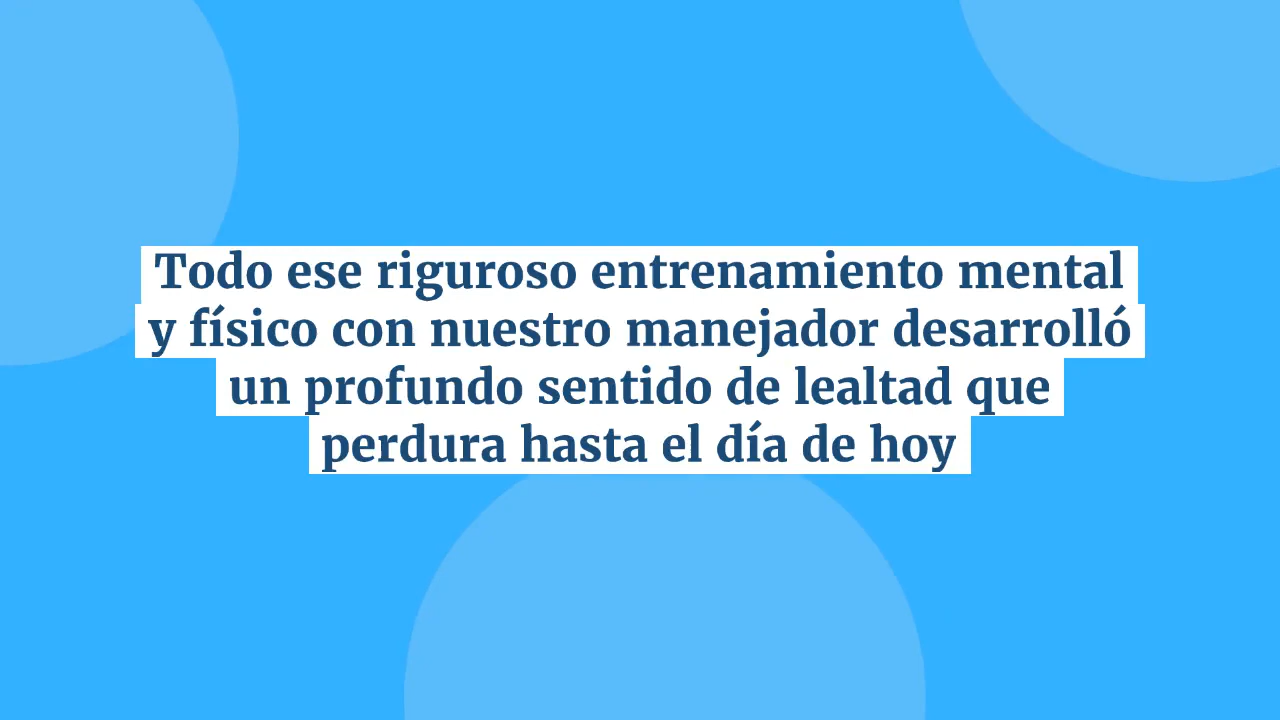 Todo ese riguroso entrenamiento mental
y físico con nuestro manejador desarrolló
un profundo sentido de lealtad que
perdura hasta el día de hoy